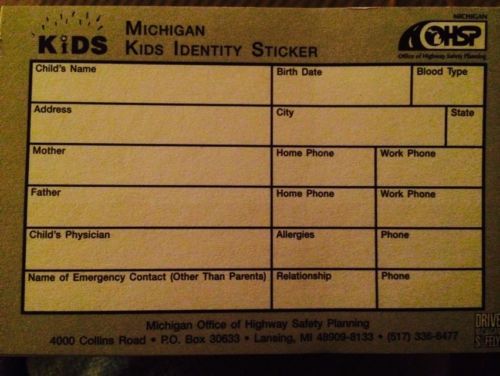 KiDS
MICHIGAN
KIDS IDENTITY STICKER
MICHIGAN
OHSP
Office of Highway Safety Planning
Child's Name Birth Date Blood Type
Address City State
Mother Home Phone Work Phone
Father Home Phone Work Phone
Child's Physician Allergies Phone
Name of Emergency Contact (Other Than Parents) Relationship Phone
Michigan Office of Highway Safety Planning
4000 Collins Road • P.O. Box 30633 • Lansing, MI 48909-8133 • (517) 336-6477
DRIVE